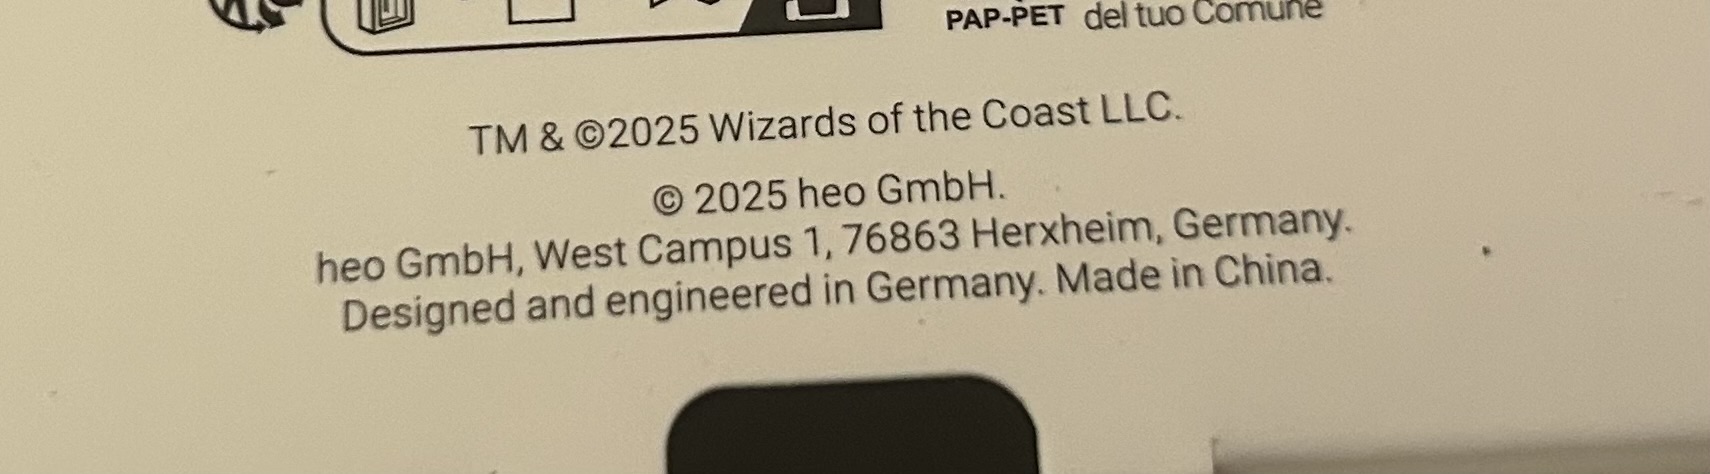 PAP-PET del tuo Comune
TM & ©2025 Wizards of the Coast LLC.
© 2025 heo GmbH.
heo GmbH, West Campus 1, 76863 Herxheim, Germany.
Designed and engineered in Germany. Made in China.